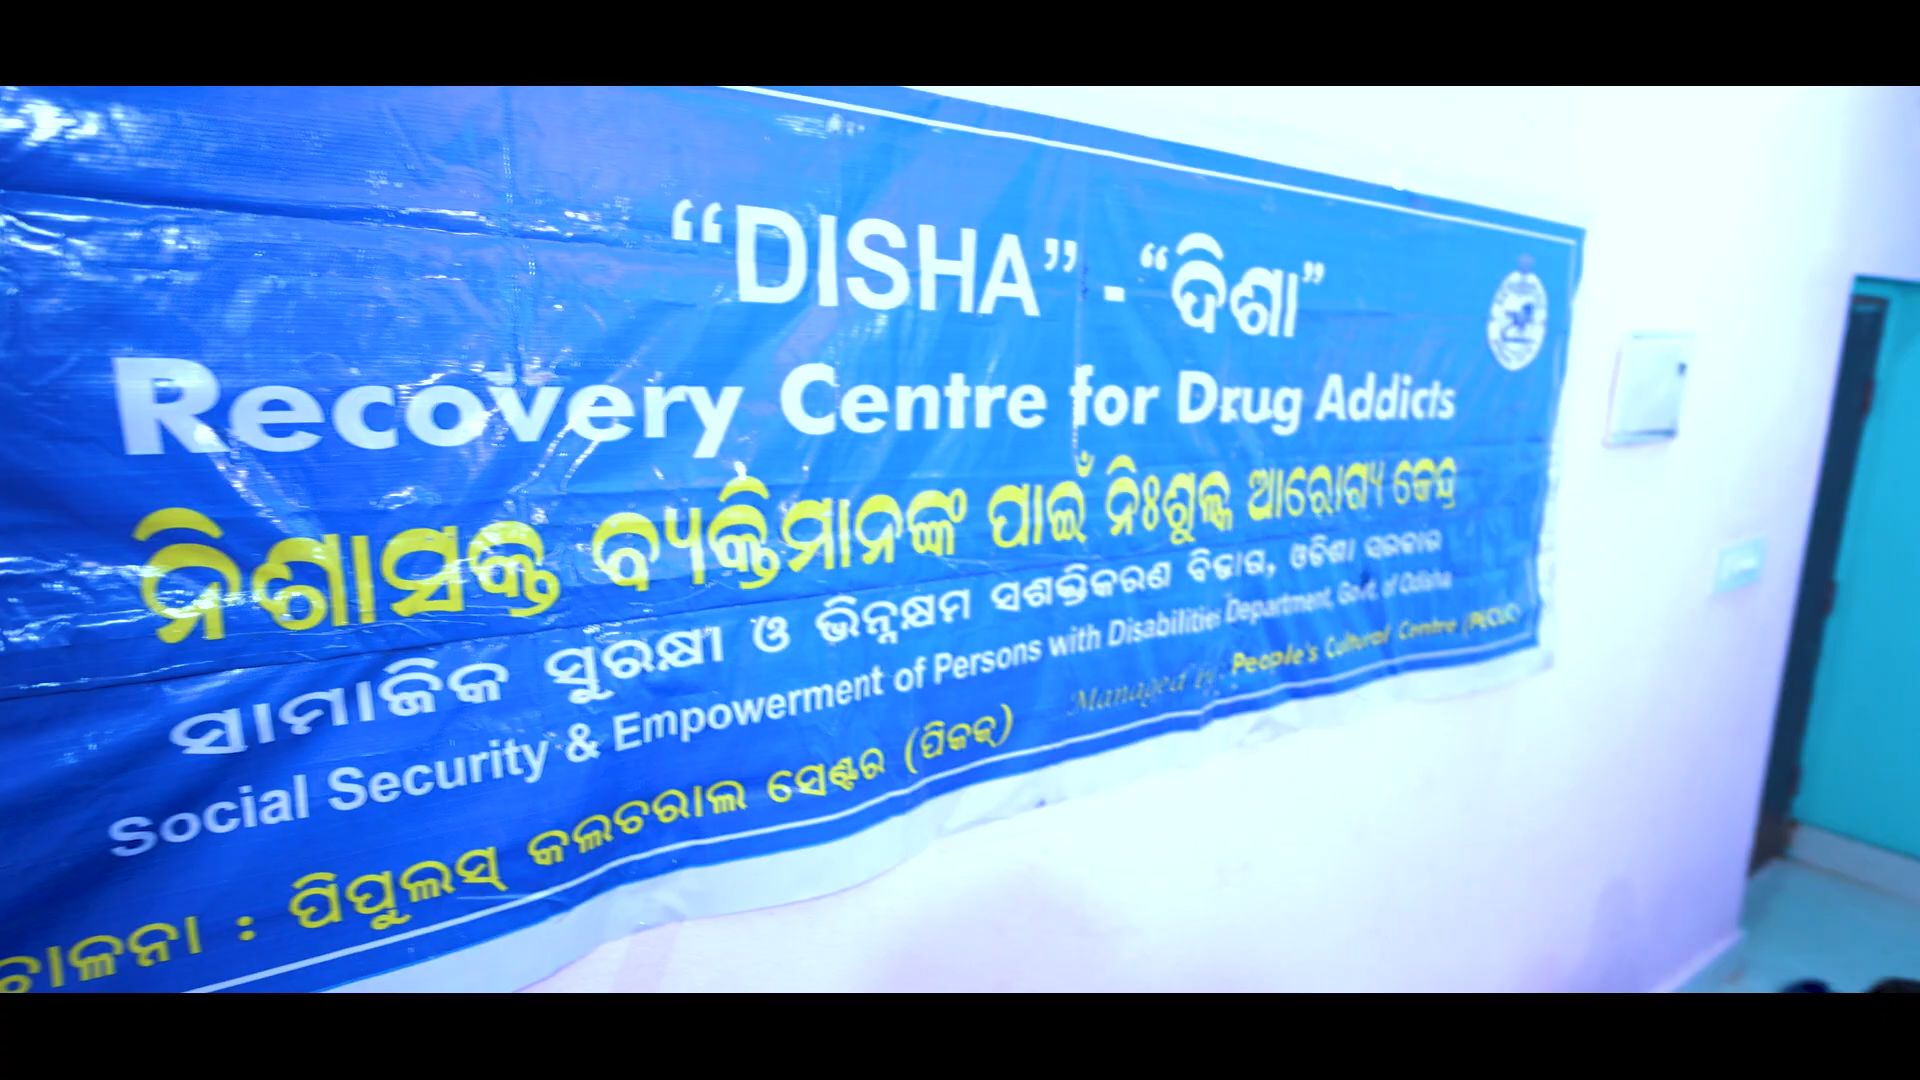 “DISHA” - “ଦିଶା”
Recovery Centre for Drug Addicts
ନିଶାସକ୍ତ ବ୍ୟକ୍ତିମାନଙ୍କ ପାଇଁ ନିଃଶୁଳ୍କ ଆରୋଗ୍ୟ କେନ୍ଦ୍ର
ସାମାଜିକ ସୁରକ୍ଷା ଓ ଭିନ୍ନକ୍ଷମ ସଶକ୍ତିକରଣ ବିଭାଗ, ଓଡିଶା ସରକାର
Social Security & Empowerment of Persons with Disabilities Department, Govt. of Odisha
ଚାଳନା : ପିପୁଲସ୍ କଲଚରାଲ ସେଣ୍ଟର (ପିକକ୍) Managed by: People's Cultural Centre (PECUC)